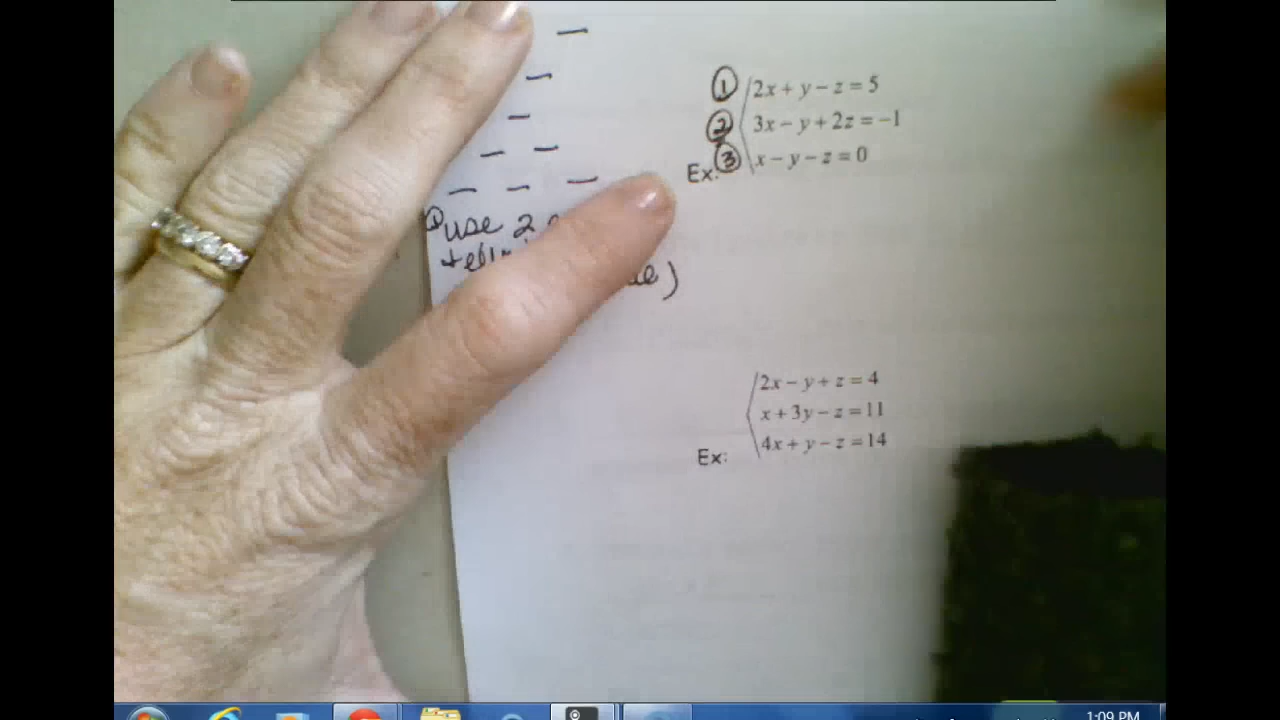 ① 2x + y − z = 5
② 3x − y + 2z = −1
③ x − y − z = 0
Ex:
① use 2
2x − y + z = 4
x + 3y − z = 11
4x + y − z = 14
Ex:
1:09 PM